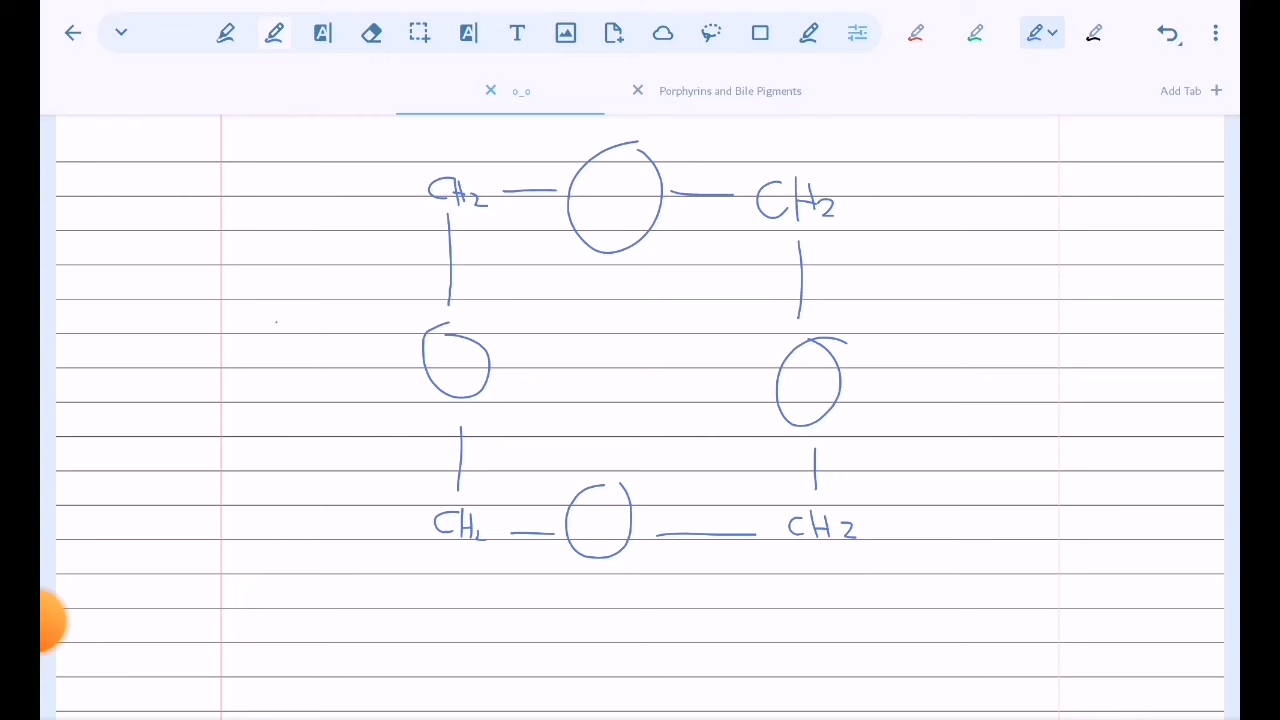 A T A
o_o Porphyrins and Bile Pigments Add Tab +
CH2 — — CH2
CH2 — — CH2